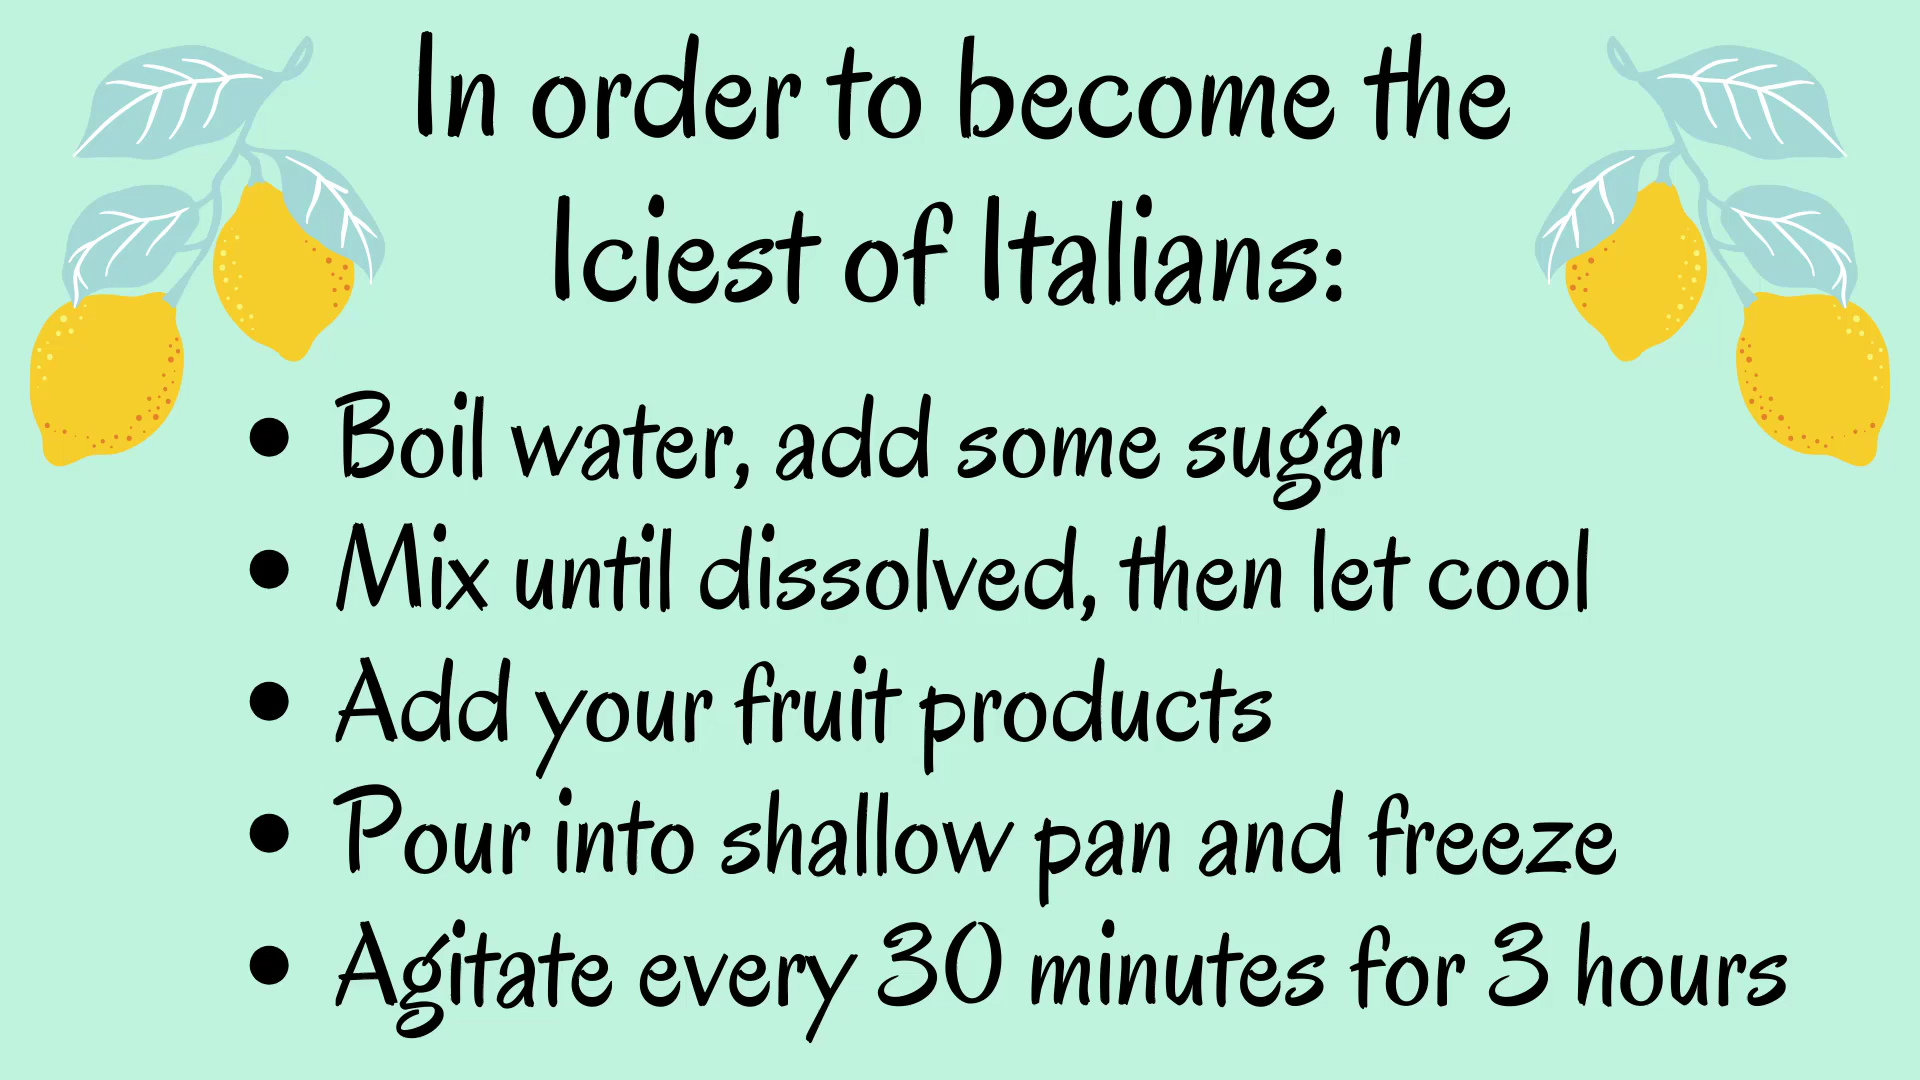 In order to become the
Iciest of Italians:
• Boil water, add some sugar
• Mix until dissolved, then let cool
• Add your fruit products
• Pour into shallow pan and freeze
• Agitate every 30 minutes for 3 hours